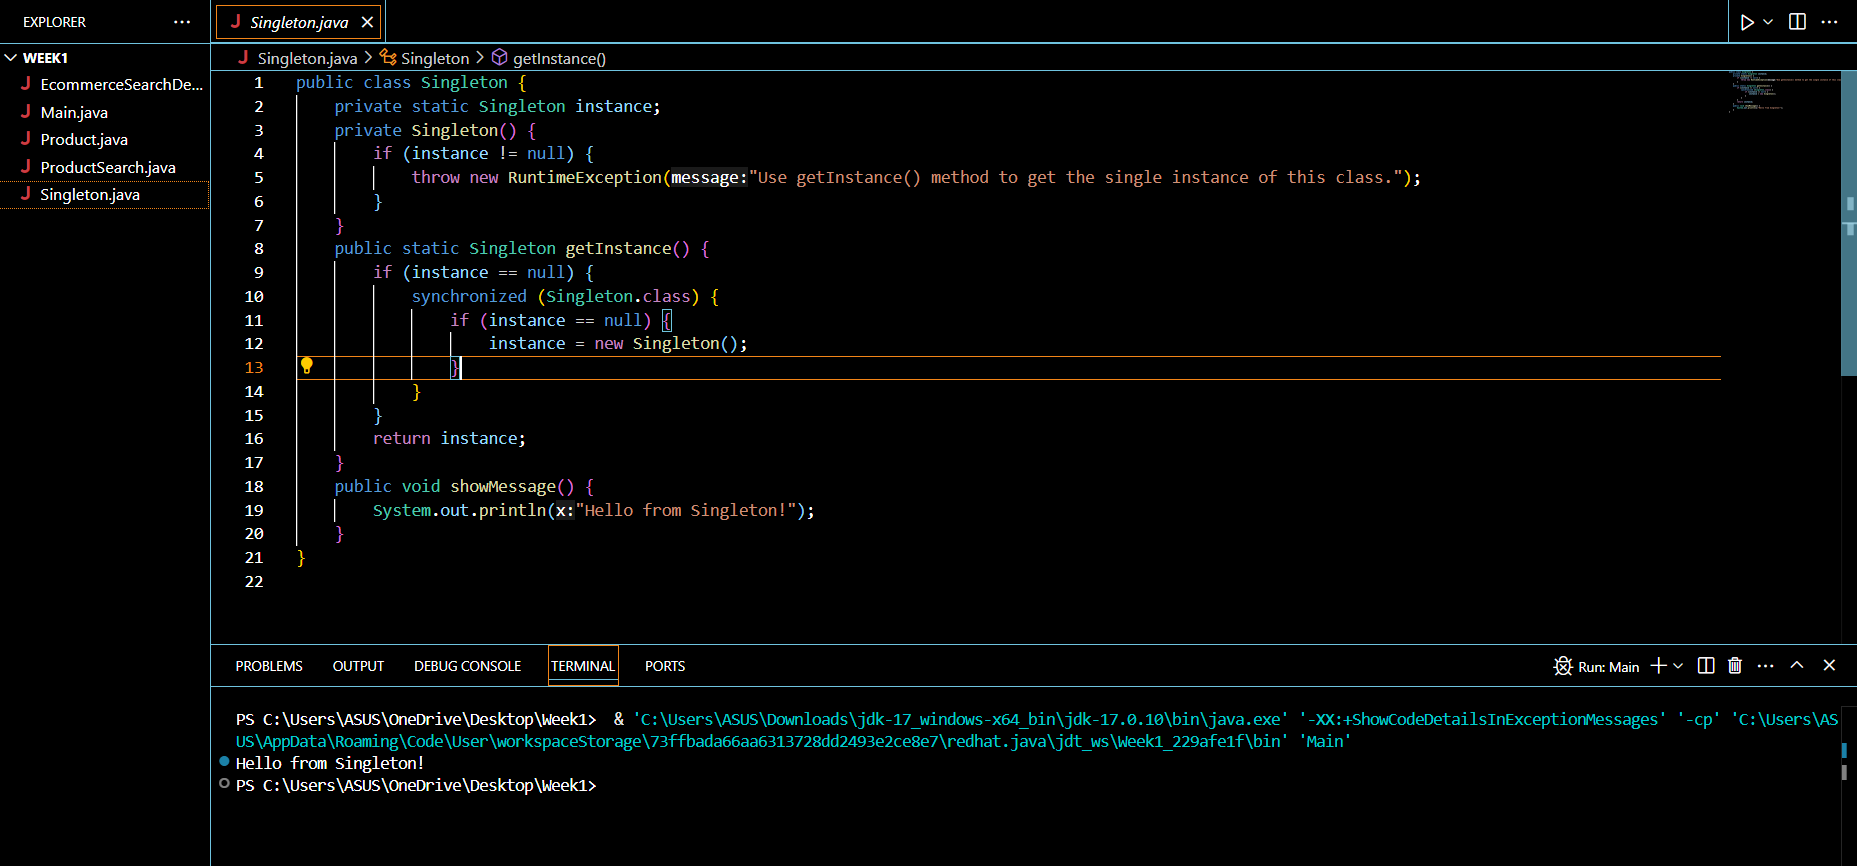 EXPLORER
Singleton.java
WEEK1
EcommerceSearchDe...
Main.java
Product.java
ProductSearch.java
Singleton.java
Singleton.java > Singleton > getInstance()
1 public class Singleton {
2     private static Singleton instance;
3     private Singleton() {
4         if (instance != null) {
5             throw new RuntimeException(message:"Use getInstance() method to get the single instance of this class.");
6         }
7     }
8     public static Singleton getInstance() {
9         if (instance == null) {
10             synchronized (Singleton.class) {
11                 if (instance == null) {
12                     instance = new Singleton();
13                 }
14             }
15         }
16         return instance;
17     }
18     public void showMessage() {
19         System.out.println(x:"Hello from Singleton!");
20     }
21 }
22
PROBLEMS OUTPUT DEBUG CONSOLE TERMINAL PORTS
Run: Main
PS C:\Users\ASUS\OneDrive\Desktop\Week1>  & 'C:\Users\ASUS\Downloads\jdk-17_windows-x64_bin\jdk-17.0.10\bin\java.exe' '-XX:+ShowCodeDetailsInExceptionMessages' '-cp' 'C:\Users\AS
US\AppData\Roaming\Code\User\workspaceStorage\73ffbada66aa6313728dd2493e2ce8e7\redhat.java\jdt_ws\Week1_229afe1f\bin' 'Main'
Hello from Singleton!
PS C:\Users\ASUS\OneDrive\Desktop\Week1>